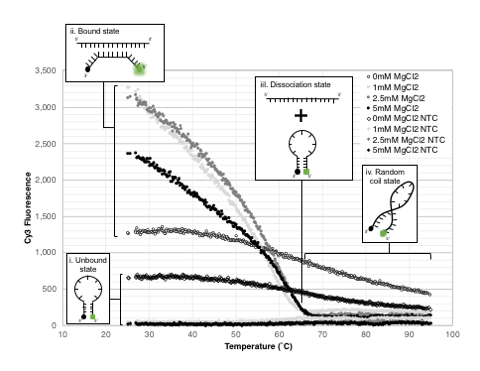 ii. Bound state
iii. Dissociation state
iv. Random
coil state
i. Unbound
state
0mM MgCl2
1mM MgCl2
2.5mM MgCl2
5mM MgCl2
0mM MgCl2 NTC
1mM MgCl2 NTC
2.5mM MgCl2 NTC
5mM MgCl2 NTC
Cy3 Fluorescence
3,500
3,000
2,500
2,000
1,500
1,000
500
0
10 20 30 40 50 60 70 80 90 100
Temperature (˚C)